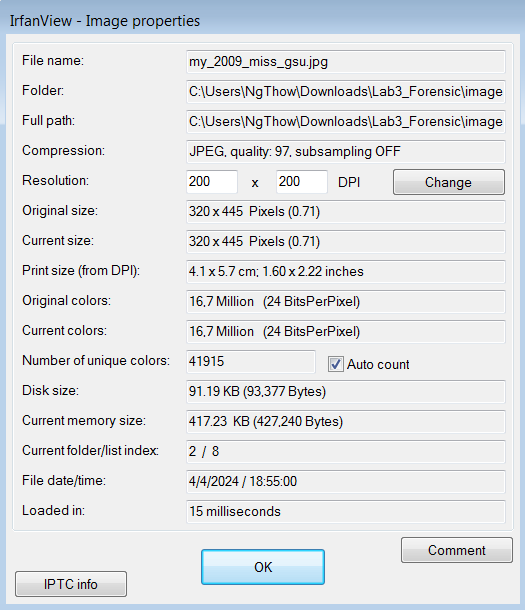 IrfanView - Image properties
File name: my_2009_miss_gsu.jpg
Folder: C:\Users\NgThow\Downloads\Lab3_Forensic\image
Full path: C:\Users\NgThow\Downloads\Lab3_Forensic\image
Compression: JPEG, quality: 97, subsampling OFF
Resolution: 200 x 200 DPI Change
Original size: 320 x 445 Pixels (0.71)
Current size: 320 x 445 Pixels (0.71)
Print size (from DPI): 4.1 x 5.7 cm; 1.60 x 2.22 inches
Original colors: 16,7 Million (24 BitsPerPixel)
Current colors: 16,7 Million (24 BitsPerPixel)
Number of unique colors: 41915 Auto count
Disk size: 91.19 KB (93,377 Bytes)
Current memory size: 417.23 KB (427,240 Bytes)
Current folder/list index: 2 / 8
File date/time: 4/4/2024 / 18:55:00
Loaded in: 15 milliseconds
Comment
OK
IPTC info